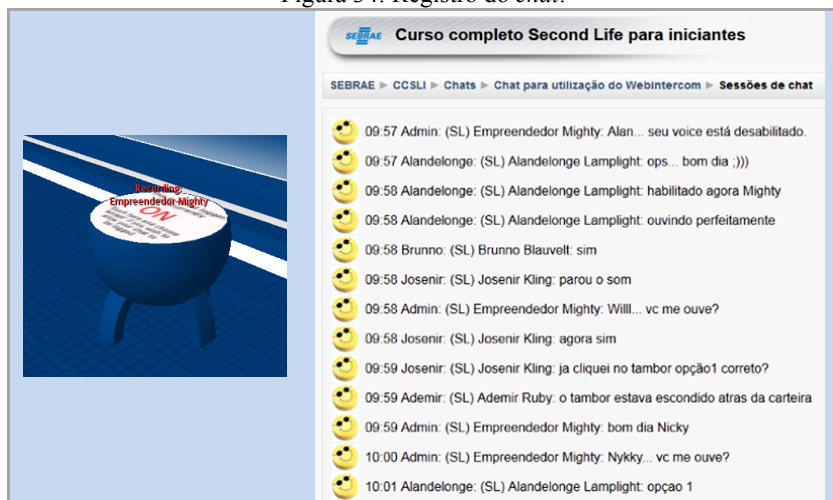 Figura 34: Registro do chat.
SEBRAE Curso completo Second Life para iniciantes
SEBRAE ► CCSLI ► Chats ► Chat para utilização do Webintercom ► Sessões de chat
09:57 Admin: (SL) Empreendedor Mighty: Alan... seu voice está desabilitado.
09:57 Alandelonge: (SL) Alandelonge Lamplight: ops... bom dia ;)))
09:58 Alandelonge: (SL) Alandelonge Lamplight: habilitado agora Mighty
09:58 Alandelonge: (SL) Alandelonge Lamplight: ouvindo perfeitamente
09:58 Brunno: (SL) Brunno Blauvelt: sim
09:58 Josenir: (SL) Josenir Kling: parou o som
09:58 Admin: (SL) Empreendedor Mighty: Willl... vc me ouve?
09:58 Josenir: (SL) Josenir Kling: agora sim
09:59 Josenir: (SL) Josenir Kling: ja cliquei no tambor opção1 correto?
09:59 Ademir: (SL) Ademir Ruby: o tambor estava escondido atras da carteira
09:59 Admin: (SL) Empreendedor Mighty: bom dia Nicky
10:00 Admin: (SL) Empreendedor Mighty: Nykky... vc me ouve?
10:01 Alandelonge: (SL) Alandelonge Lamplight: opçao 1
Recording:
Empreendedor Mighty
ON